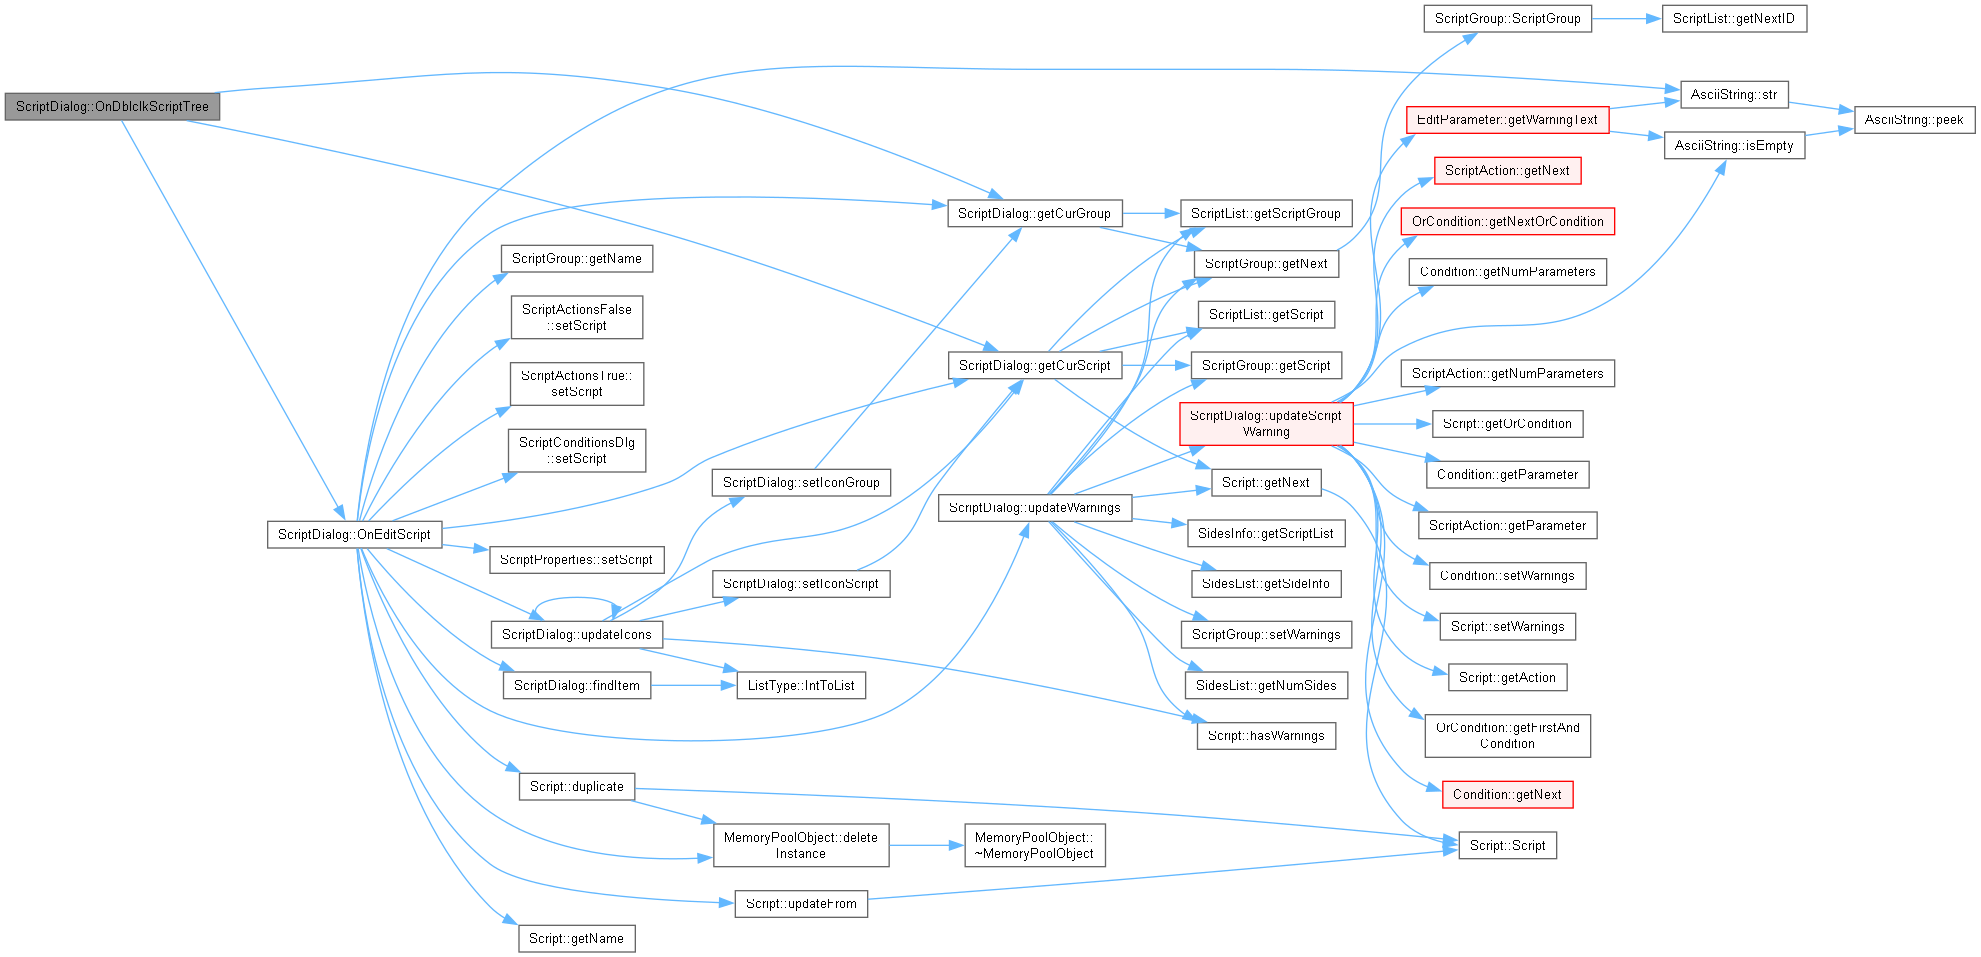 ScriptDialog::OnDblclkScriptTree
ScriptDialog::OnEditScript
ScriptGroup::getName
ScriptActionsFalse
::setScript
ScriptActionsTrue::
setScript
ScriptConditionsDlg
::setScript
ScriptProperties::setScript
ScriptDialog::updateIcons
ScriptDialog::findItem
Script::duplicate
Script::getName
ScriptDialog::setIconGroup
ScriptDialog::setIconScript
ListType::IntToList
MemoryPoolObject::delete
Instance
Script::updateFrom
ScriptDialog::getCurGroup
ScriptDialog::getCurScript
ScriptDialog::updateWarnings
MemoryPoolObject::
~MemoryPoolObject
ScriptList::getScriptGroup
ScriptGroup::getNext
ScriptList::getScript
ScriptGroup::getScript
ScriptDialog::updateScript
Warning
Script::getNext
SidesInfo::getScriptList
SidesList::getSideInfo
ScriptGroup::setWarnings
SidesList::getNumSides
Script::hasWarnings
ScriptGroup::ScriptGroup
EditParameter::getWarningText
ScriptAction::getNext
OrCondition::getNextOrCondition
Condition::getNumParameters
ScriptAction::getNumParameters
Script::getOrCondition
Condition::getParameter
ScriptAction::getParameter
Condition::setWarnings
Script::setWarnings
Script::getAction
OrCondition::getFirstAnd
Condition
Condition::getNext
Script::Script
ScriptList::getNextID
AsciiString::str
AsciiString::isEmpty
AsciiString::peek